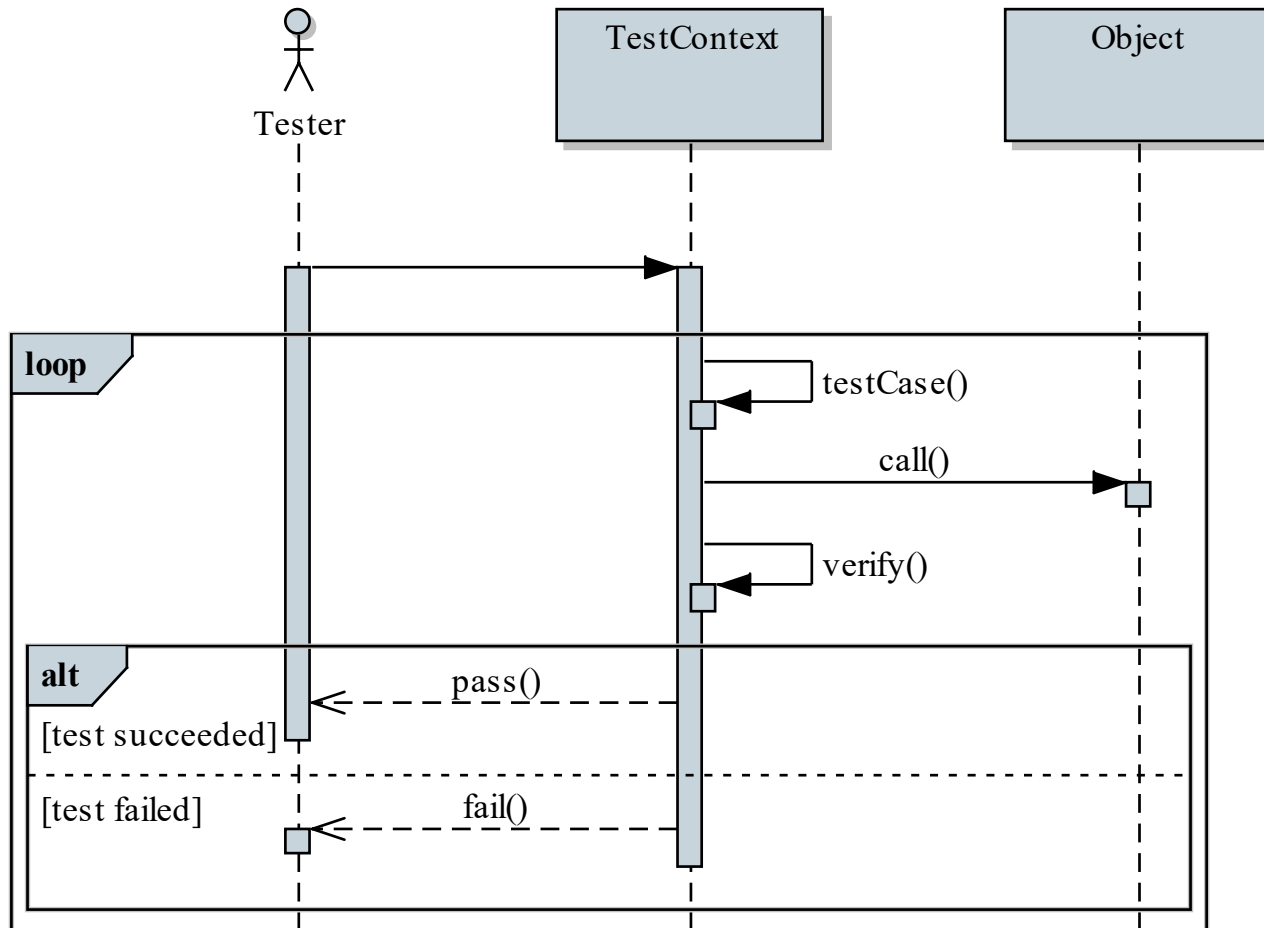 TestContext
Object
Tester
loop
testCase()
call()
verify()
alt
pass()
[test succeeded]
[test failed]
fail()